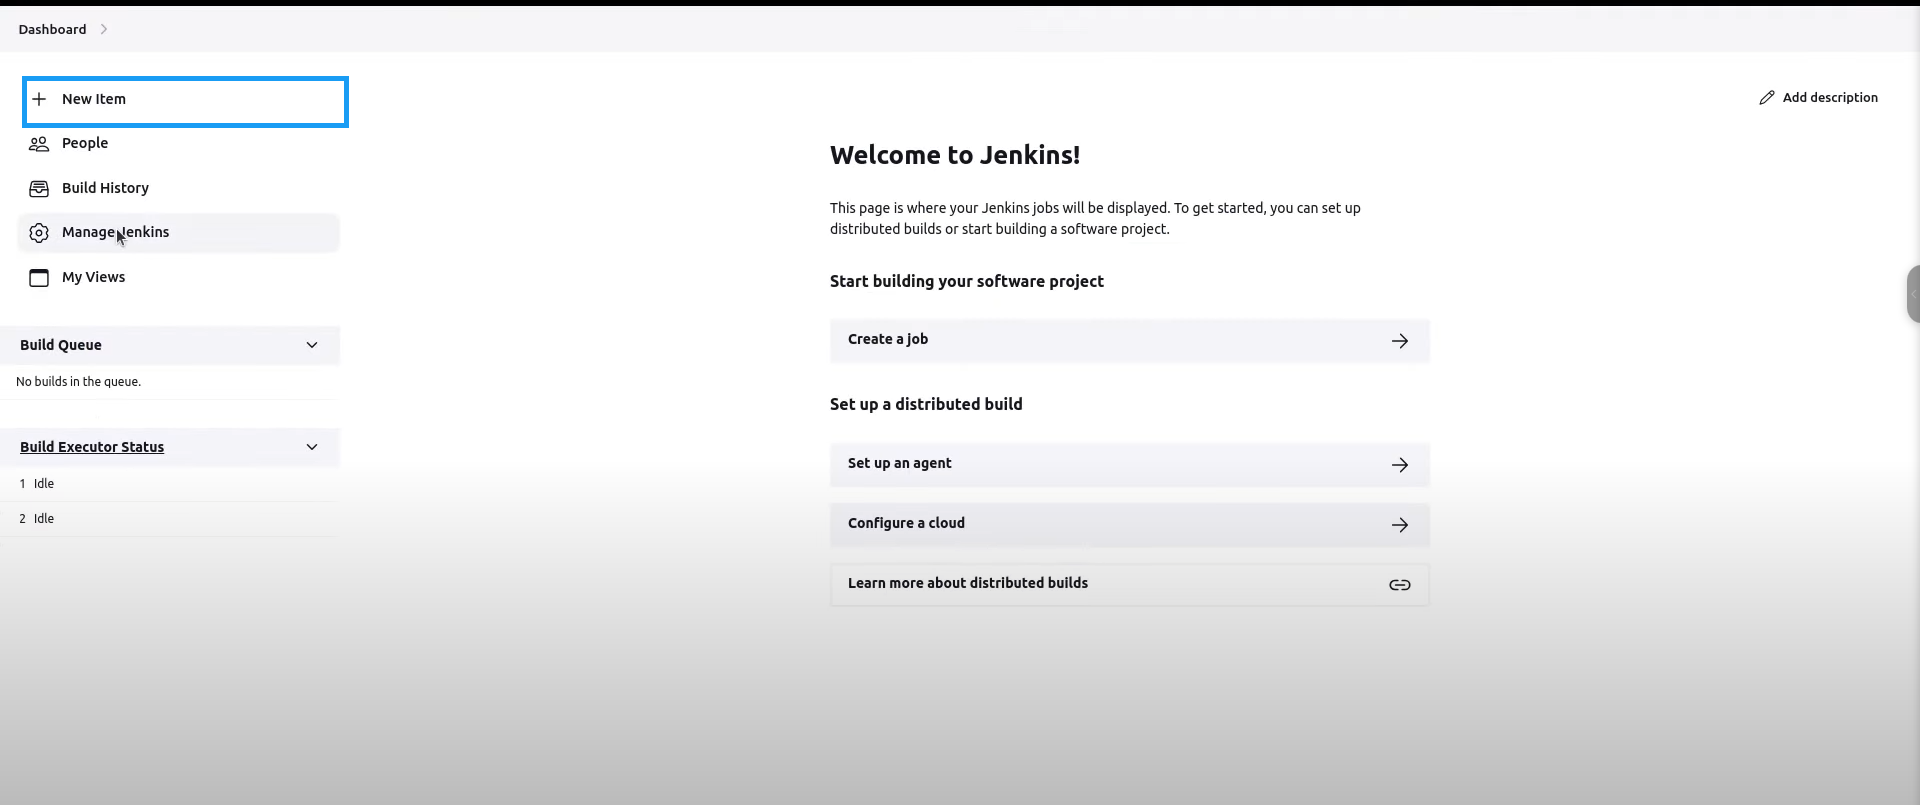 Dashboard
New Item
People
Build History
Manage Jenkins
My Views
Build Queue
No builds in the queue.
Build Executor Status
1 Idle
2 Idle
Add description
Welcome to Jenkins!
This page is where your Jenkins jobs will be displayed. To get started, you can set up
distributed builds or start building a software project.
Start building your software project
Create a job
Set up a distributed build
Set up an agent
Configure a cloud
Learn more about distributed builds